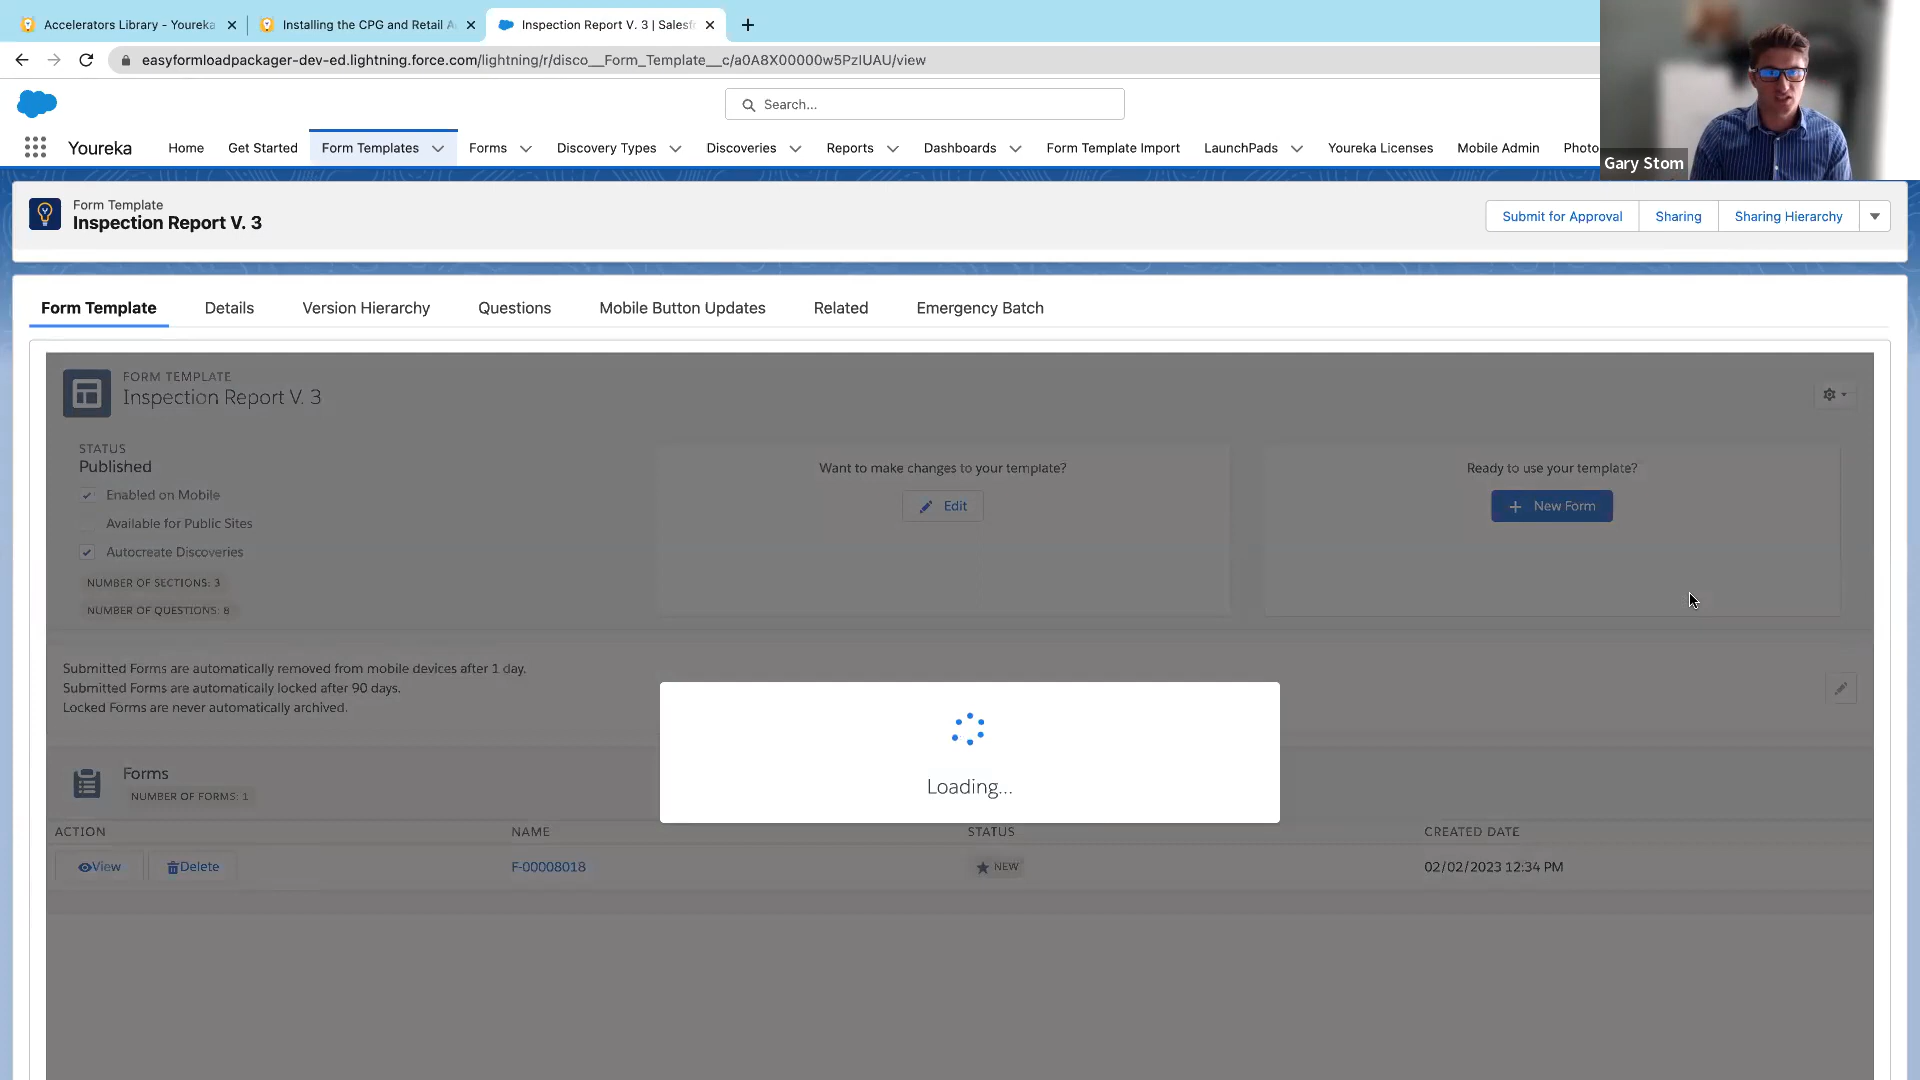 Accelerators Library - Youreka
Installing the CPG and Retail A
Inspection Report V. 3 | Salesf
easyformloadpackager-dev-ed.lightning.force.com/lightning/r/disco__Form_Template__c/a0A8X00000w5PzIUAU/view
Search...
Youreka
Home
Get Started
Form Templates
Forms
Discovery Types
Discoveries
Reports
Dashboards
Form Template Import
LaunchPads
Youreka Licenses
Mobile Admin
Photo
Gary Stom
Form Template
Inspection Report V. 3
Submit for Approval
Sharing
Sharing Hierarchy
Form Template
Details
Version Hierarchy
Questions
Mobile Button Updates
Related
Emergency Batch
FORM TEMPLATE
Inspection Report V. 3
STATUS
Published
Enabled on Mobile
Available for Public Sites
Autocreate Discoveries
NUMBER OF SECTIONS: 3
NUMBER OF QUESTIONS: 8
Want to make changes to your template?
Edit
Ready to use your template?
New Form
Submitted Forms are automatically removed from mobile devices after 1 day.
Submitted Forms are automatically locked after 90 days.
Locked Forms are never automatically archived.
Loading...
Forms
NUMBER OF FORMS: 1
ACTION
NAME
STATUS
CREATED DATE
View
Delete
F-00008018
NEW
02/02/2023 12:34 PM